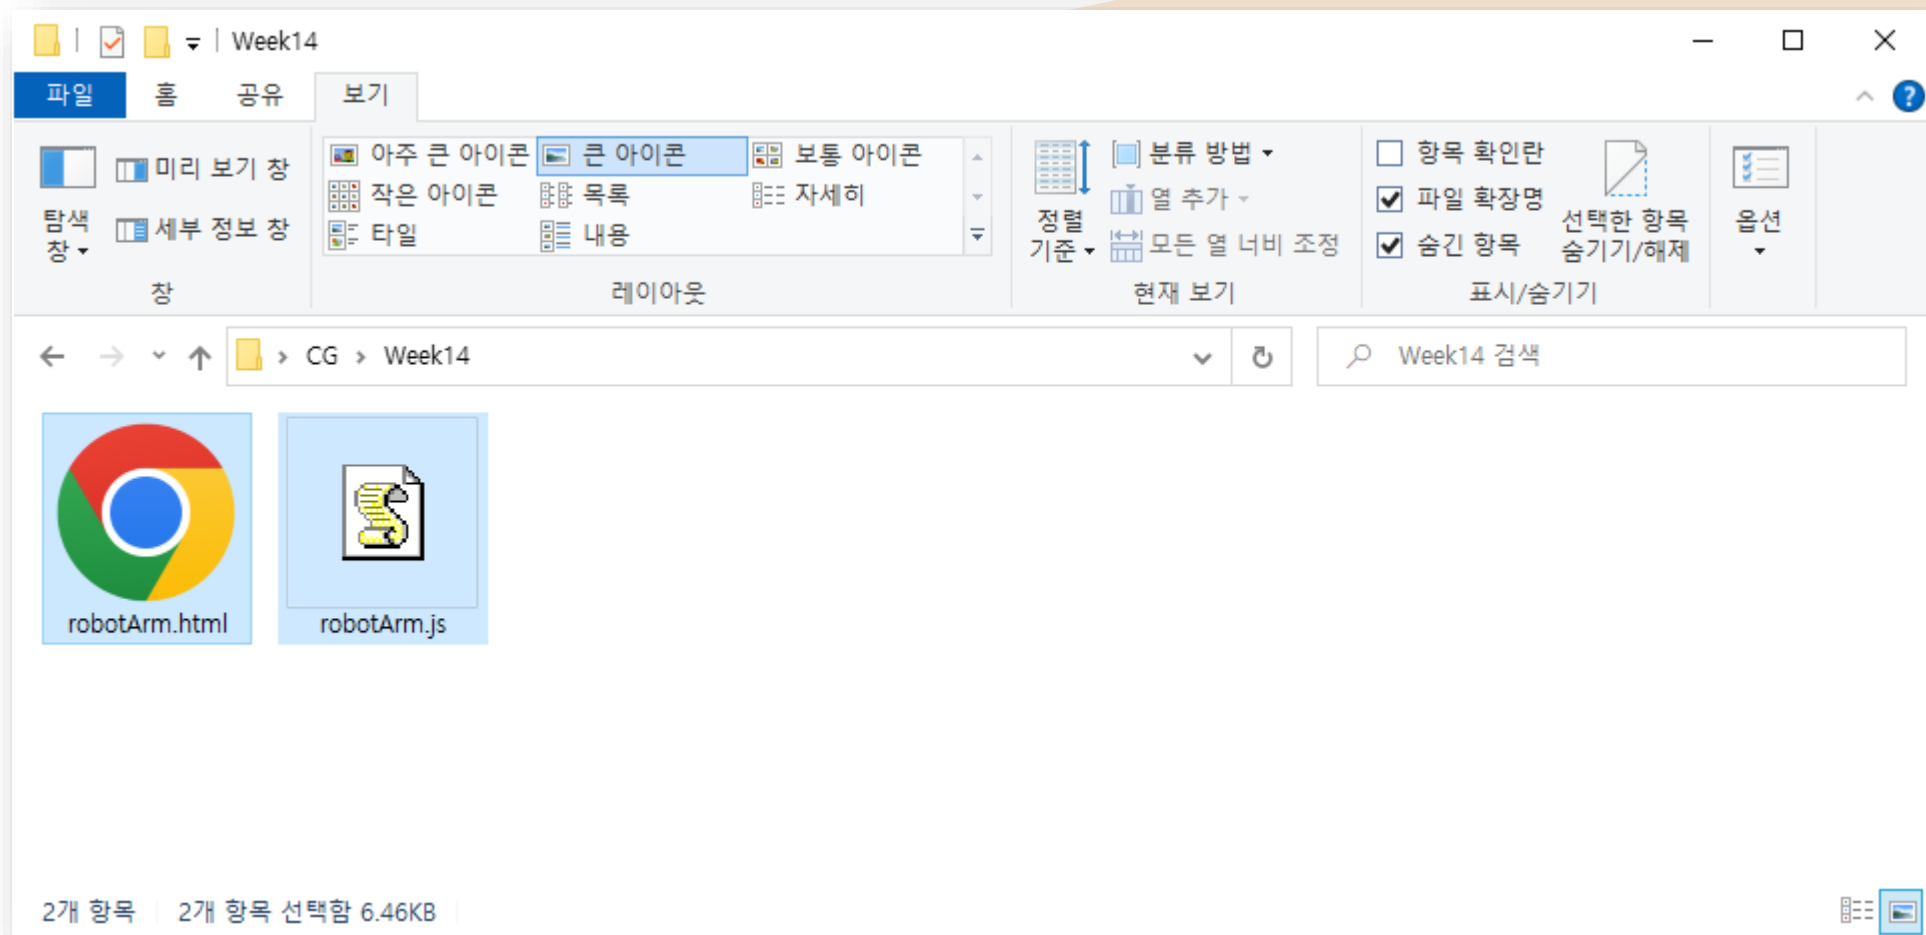 Week14
파일 홈 공유 보기
탐색 창
미리 보기 창
세부 정보 창
창
아주 큰 아이콘 큰 아이콘 보통 아이콘
작은 아이콘 목록 자세히
타일 내용
레이아웃
정렬 기준
분류 방법
열 추가
모든 열 너비 조정
현재 보기
항목 확인란
파일 확장명
숨긴 항목
선택한 항목
숨기기/해제
표시/숨기기
옵션
CG > Week14
Week14 검색
robotArm.html robotArm.js
2개 항목 2개 항목 선택함 6.46KB